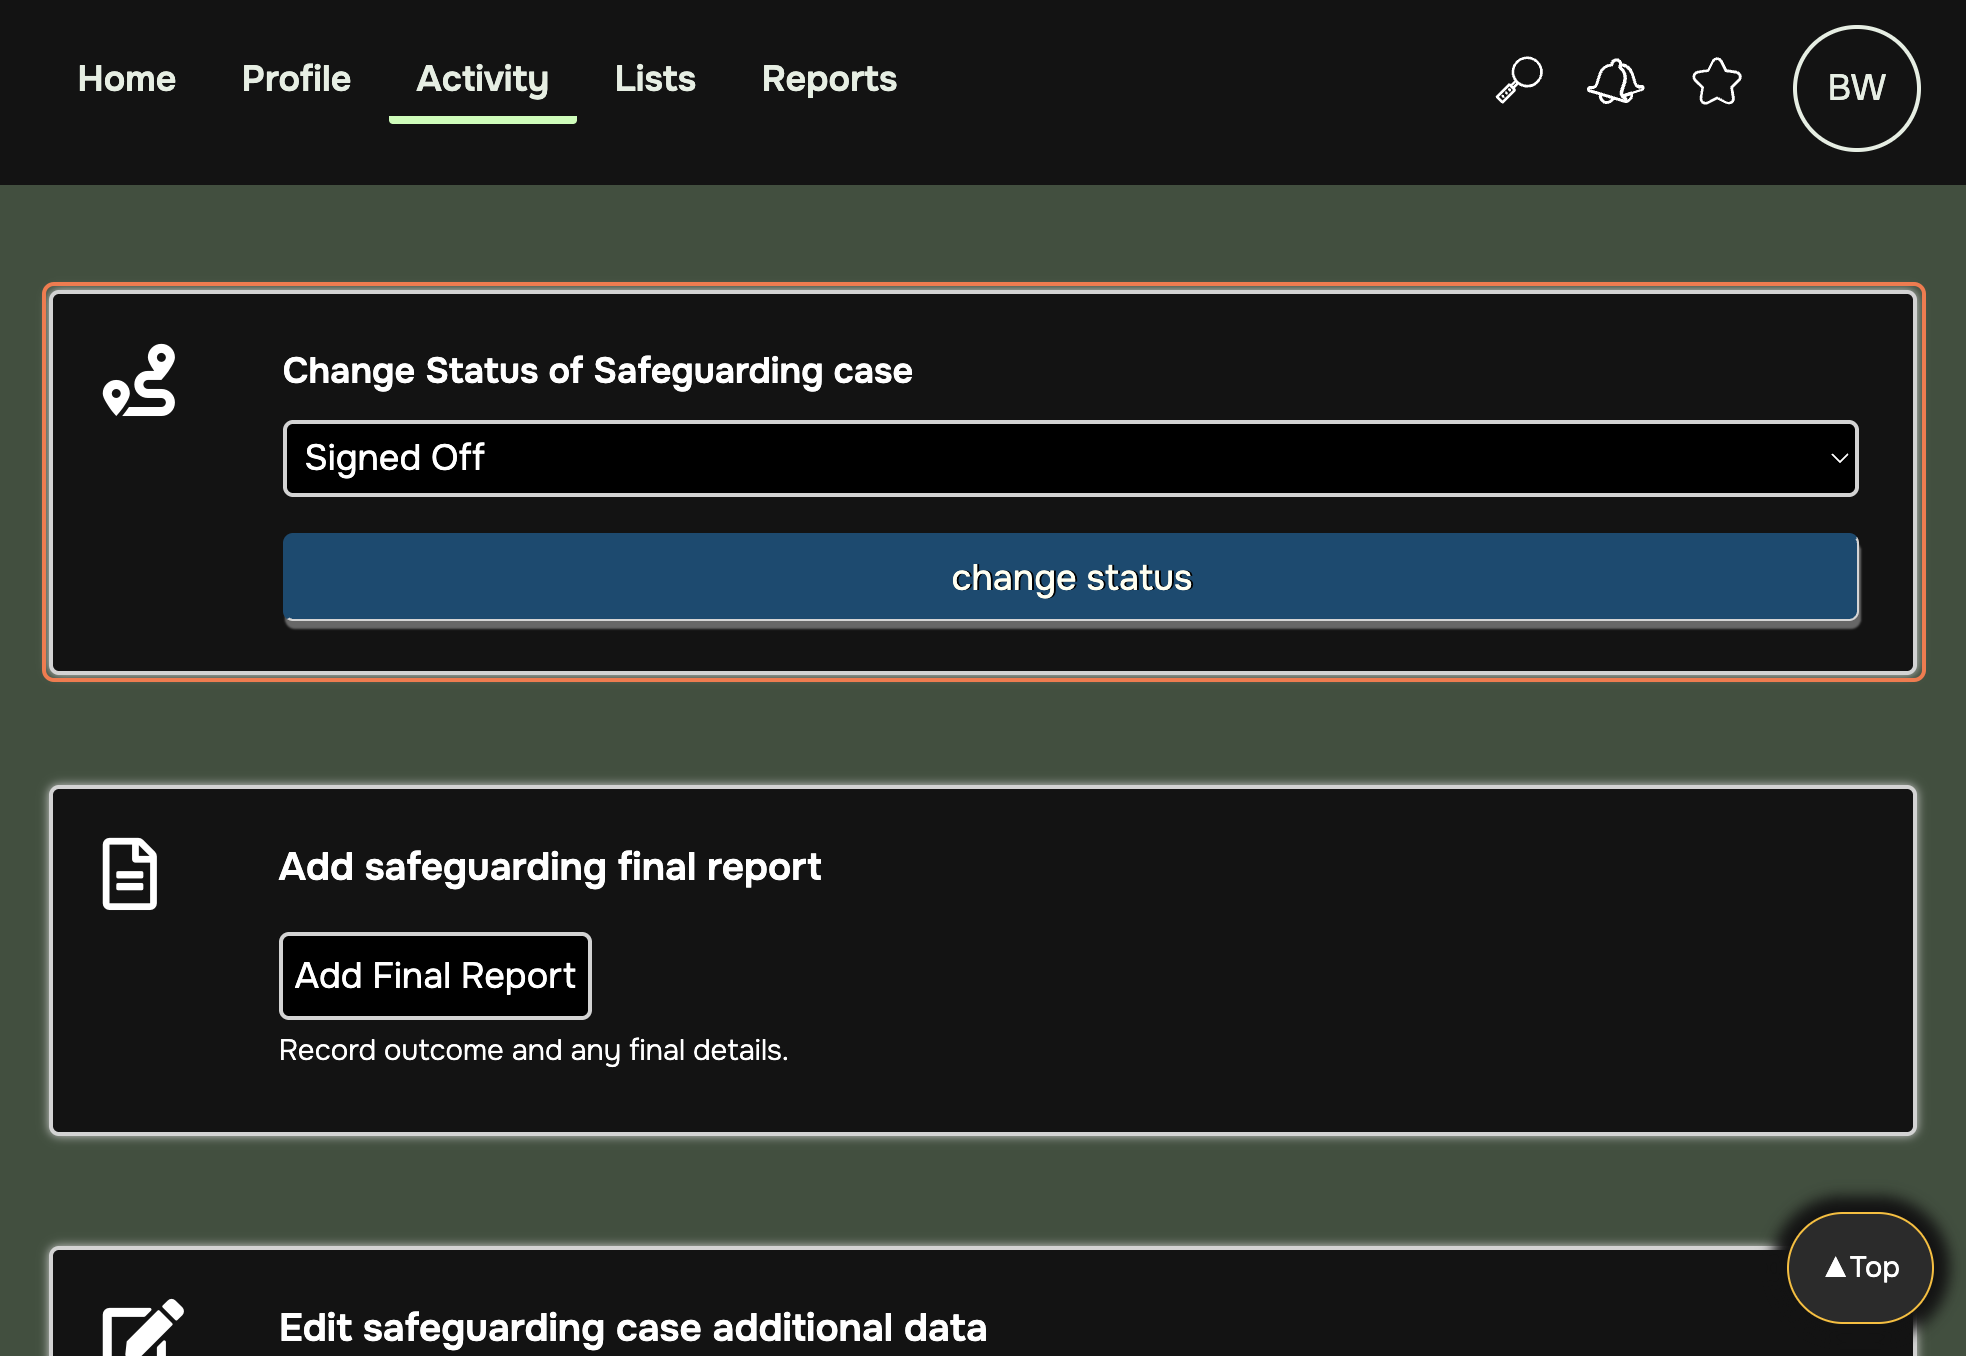 Home Profile Activity Lists Reports BW
Change Status of Safeguarding case
Signed Off
change status
Add safeguarding final report
Add Final Report
Record outcome and any final details.
▲Top
Edit safeguarding case additional data